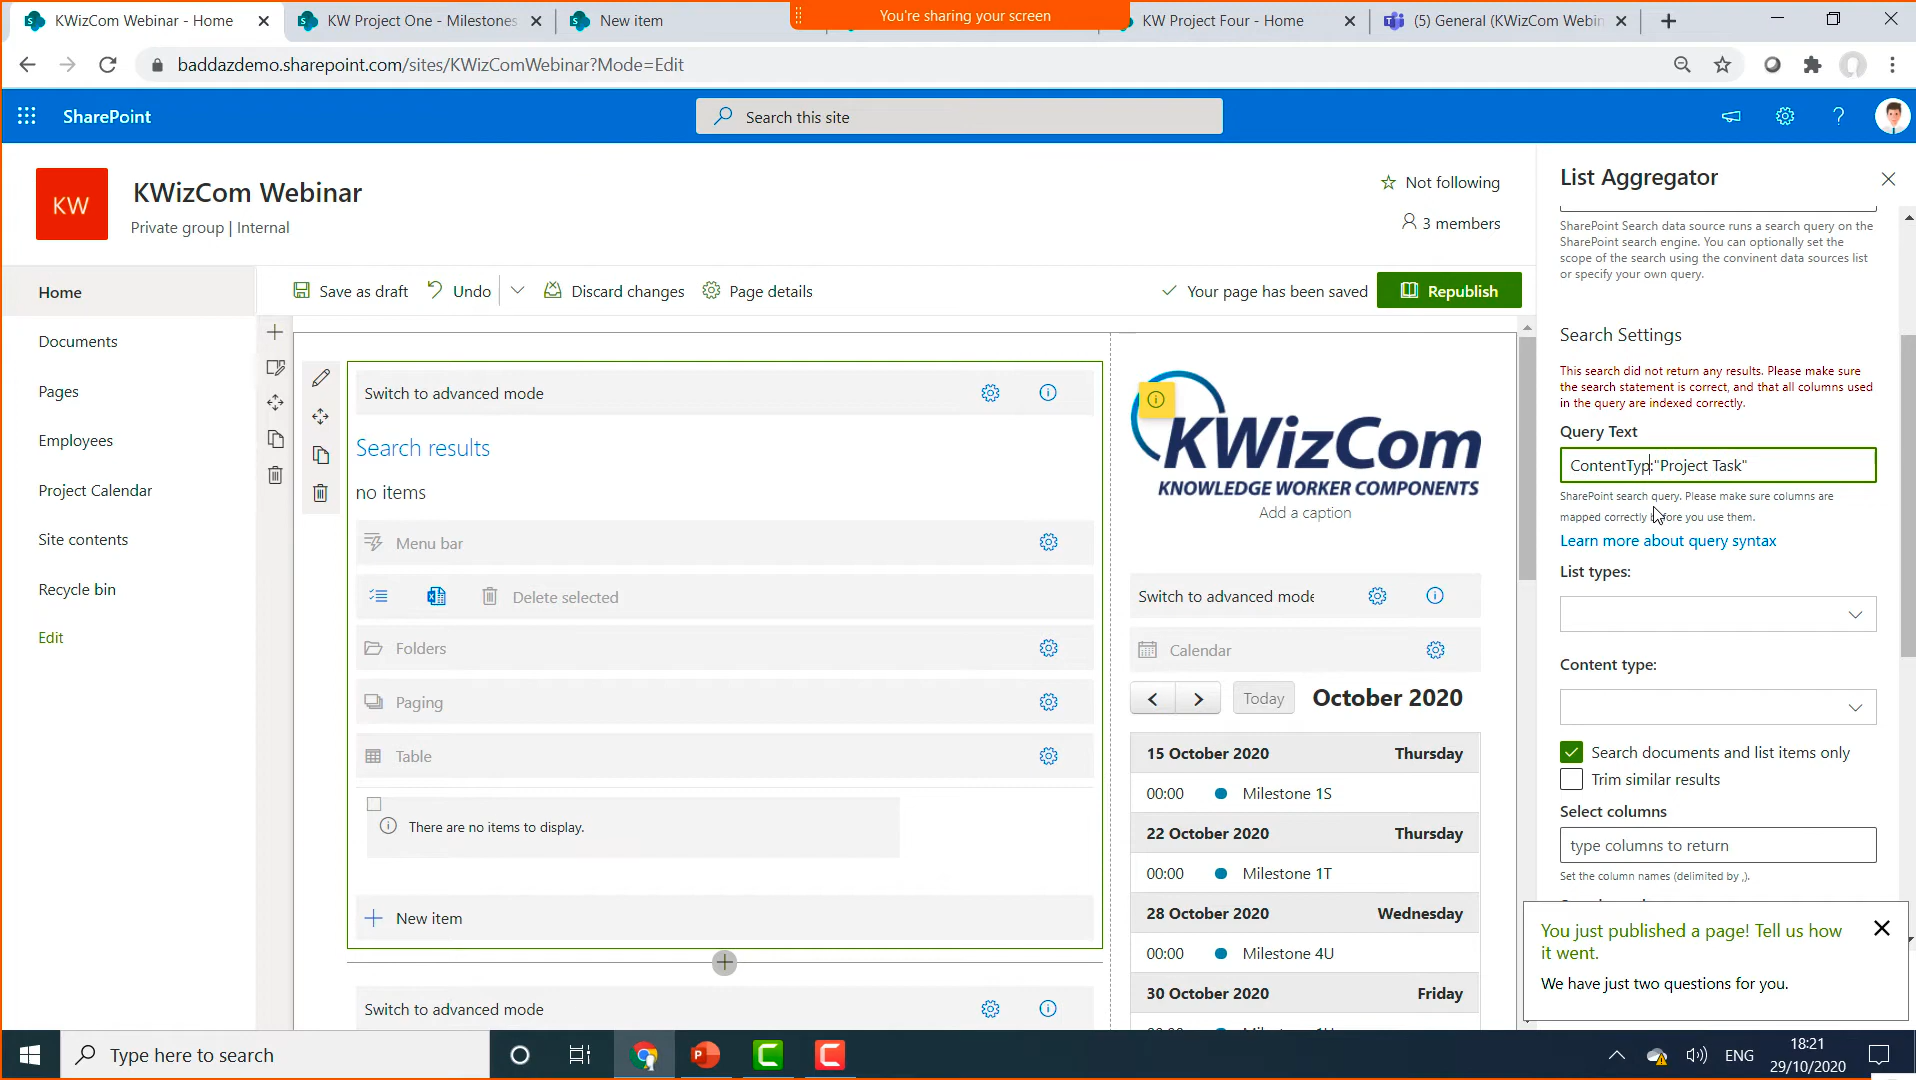 KWizCom Webinar - Home
KW Project One - Milestones
New item
You're sharing your screen
KW Project Four - Home
(5) General (KWizCom Webin
baddazdemo.sharepoint.com/sites/KWizComWebinar?Mode=Edit
SharePoint
Search this site
KW
KWizCom Webinar
Private group | Internal
Not following
3 members
Home
Documents
Pages
Employees
Project Calendar
Site contents
Recycle bin
Edit
Save as draft
Undo
Discard changes
Page details
Your page has been saved
Republish
Switch to advanced mode
Search results
no items
Menu bar
Delete selected
Folders
Paging
Table
There are no items to display.
New item
Switch to advanced mode
KWizCom
KNOWLEDGE WORKER COMPONENTS
Add a caption
Switch to advanced mode
Calendar
Today
October 2020
15 October 2020 Thursday
00:00 Milestone 1S
22 October 2020 Thursday
00:00 Milestone 1T
28 October 2020 Wednesday
00:00 Milestone 4U
30 October 2020 Friday
List Aggregator
SharePoint Search data source runs a search query on the
SharePoint search engine. You can optionally set the
scope of the search using the convinent data sources list
or specify your own query.
Search Settings
This search did not return any results. Please make sure
the search statement is correct, and that all columns used
in the query are indexed correctly.
Query Text
ContentTyp:"Project Task"
SharePoint search query. Please make sure columns are
mapped correctly before you use them.
Learn more about query syntax
List types:
Content type:
Search documents and list items only
Trim similar results
Select columns
type columns to return
Set the column names (delimited by ,).
You just published a page! Tell us how
it went.
We have just two questions for you.
Type here to search
ENG
18:21
29/10/2020